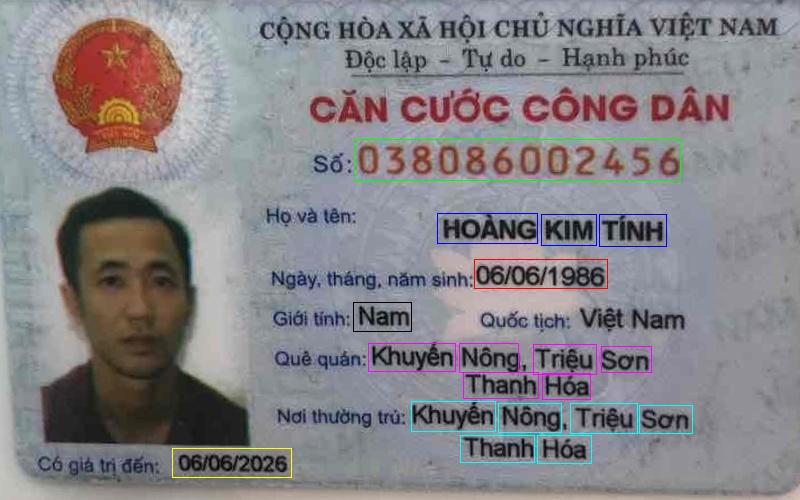 CỘNG HÒA XÃ HỘI CHỦ NGHĨA VIỆT NAM
Độc lập - Tự do - Hạnh phúc
CĂN CƯỚC CÔNG DÂN
Số: 038086002456
Họ và tên: HOÀNG KIM TÍNH
Ngày, tháng, năm sinh: 06/06/1986
Giới tính: Nam Quốc tịch: Việt Nam
Quê quán: Khuyến Nông, Triệu Sơn
Thanh Hóa
Nơi thường trú: Khuyến Nông, Triệu Sơn
Thanh Hóa
Có giá trị đến: 06/06/2026